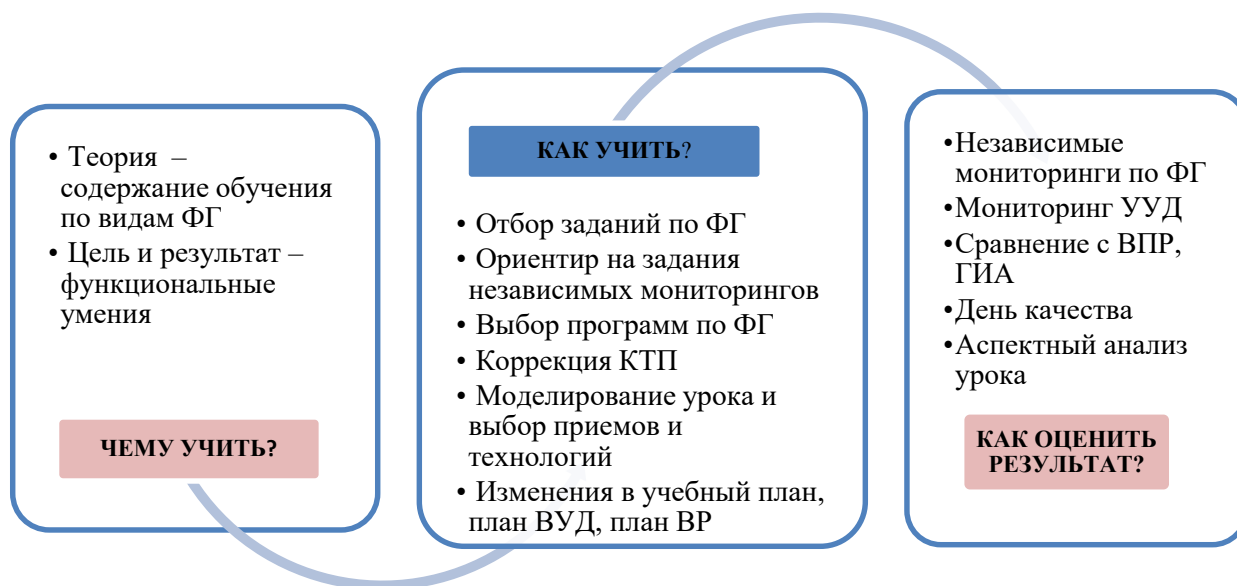 • Теория –
содержание обучения
по видам ФГ
• Цель и результат –
функциональные
умения
ЧЕМУ УЧИТЬ?
КАК УЧИТЬ?
• Отбор заданий по ФГ
• Ориентир на задания
независимых мониторингов
• Выбор программ по ФГ
• Коррекция КТП
• Моделирование урока и
выбор приемов и
технологий
• Изменения в учебный план,
план ВУД, план ВР
•Независимые
мониторинги по ФГ
•Мониторинг УУД
•Сравнение с ВПР,
ГИА
•День качества
•Аспектный анализ
урока
КАК ОЦЕНИТЬ
РЕЗУЛЬТАТ?